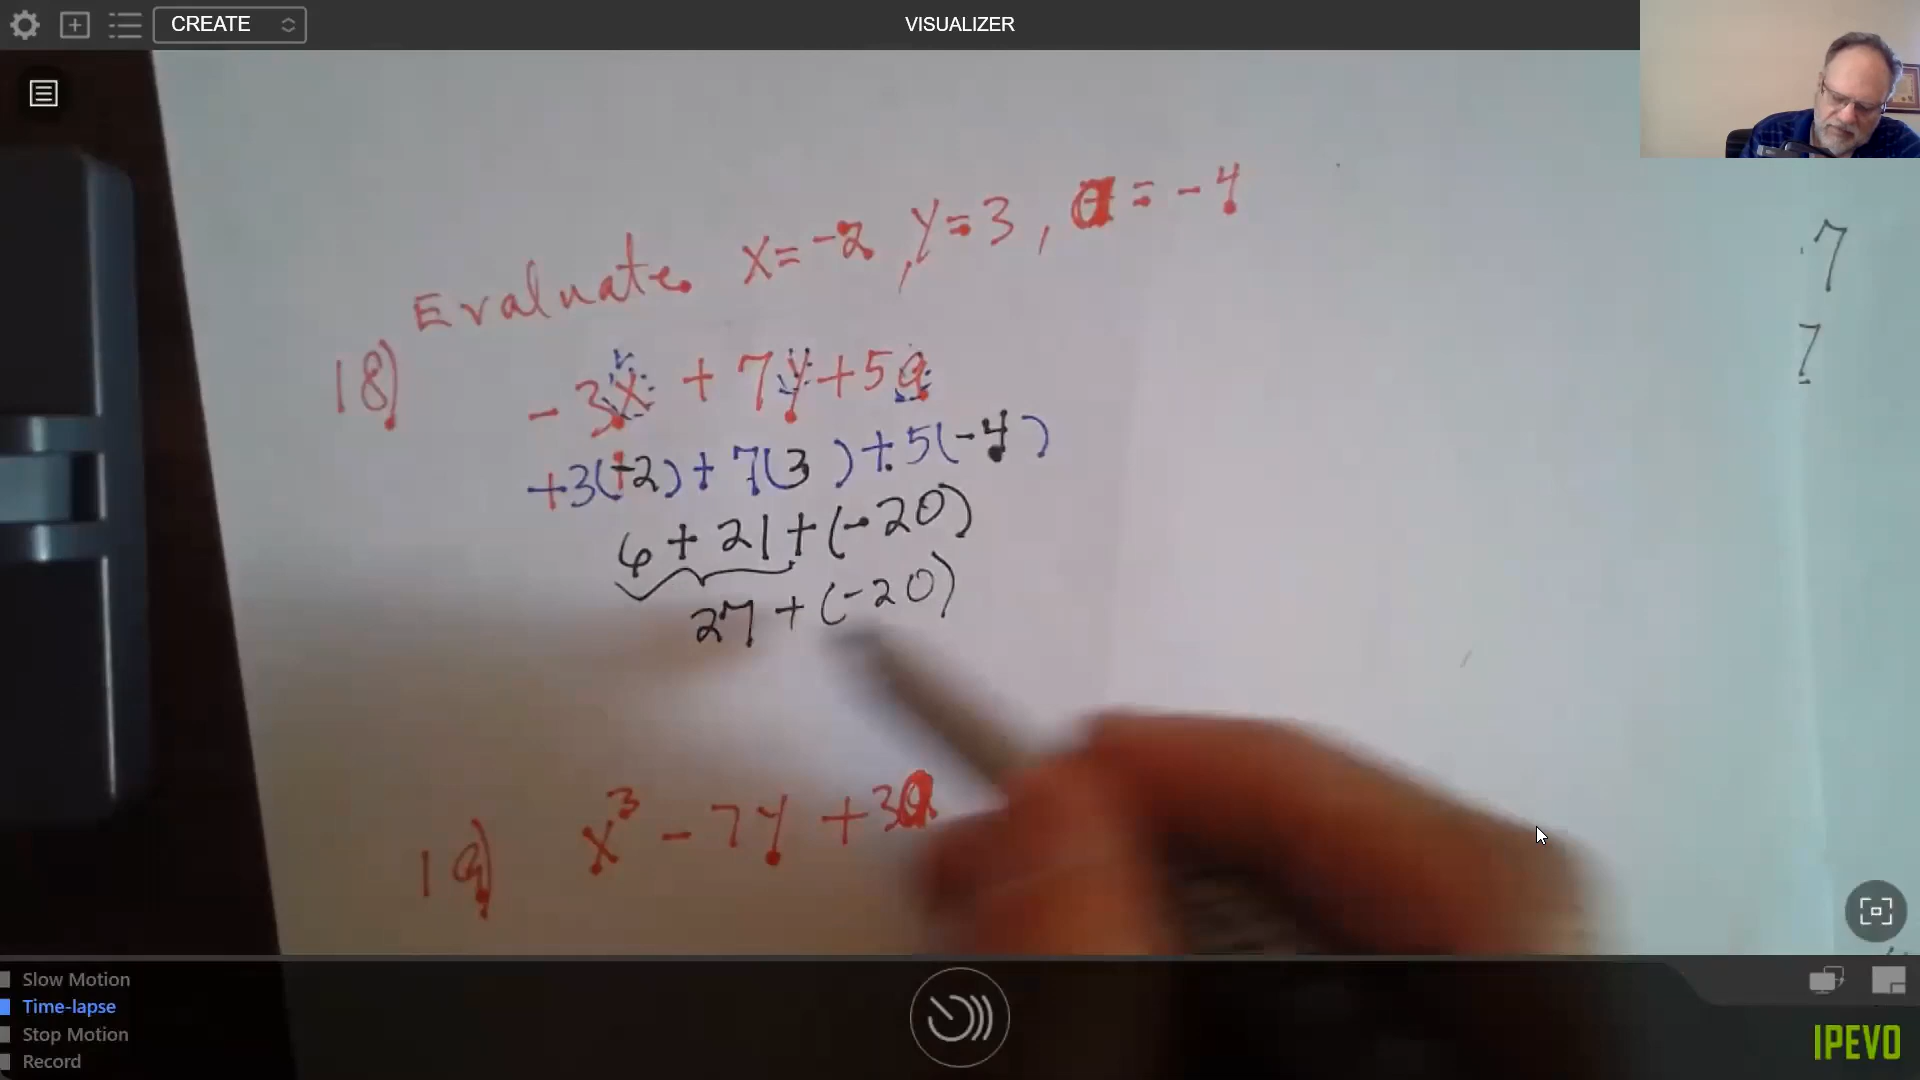 CREATE
VISUALIZER
Evaluate x=-2, y=3, a=-4
7
7
18) -3x + 7y + 5a
+3(+2) + 7(3) + 5(-4)
6 + 21 + (-20)
27 + (-20)
19) x³ - 7y + 3a
Slow Motion
Time-lapse
Stop Motion
Record
IPEVO